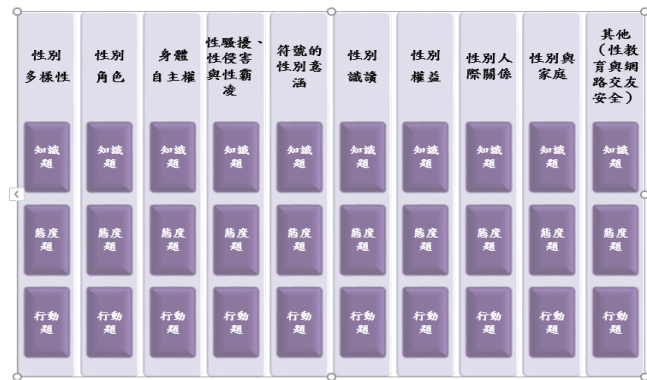 性別
多樣性
性別
角色
身體
自主權
性騷擾、
性侵害
與性霸
凌
符號的
性別意
涵
性別
識讀
性別
權益
性別人
際關係
性別與
家庭
其他
（性教
育與網
路交友
安全）
知識
題
知識
題
知識
題
知識
題
知識
題
知識
題
知識
題
知識
題
知識
題
知識
題
態度
題
態度
題
態度
題
態度
題
態度
題
態度
題
態度
題
態度
題
態度
題
態度
題
行動
題
行動
題
行動
題
行動
題
行動
題
行動
題
行動
題
行動
題
行動
題
行動
題